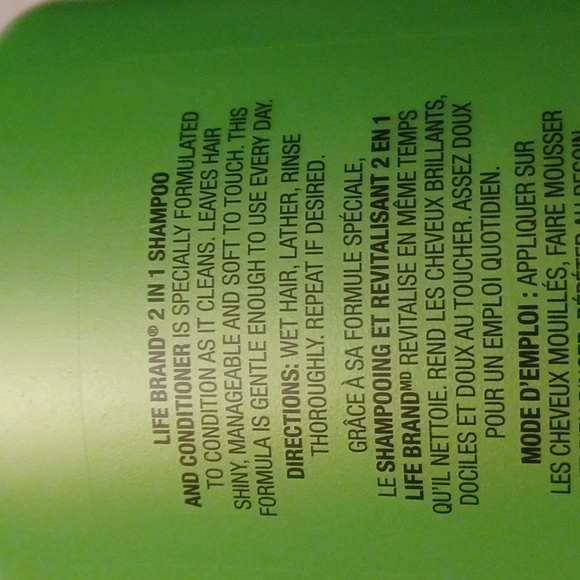 LIFE BRAND® 2 IN 1 SHAMPOO
AND CONDITIONER IS SPECIALLY FORMULATED
TO CONDITION AS IT CLEANS. LEAVES HAIR
SHINY, MANAGEABLE AND SOFT TO TOUCH. THIS
FORMULA IS GENTLE ENOUGH TO USE EVERY DAY.
DIRECTIONS: WET HAIR, LATHER, RINSE
THOROUGHLY. REPEAT IF DESIRED.
GRÂCE À SA FORMULE SPÉCIALE,
LE SHAMPOOING ET REVITALISANT 2 EN 1
LIFE BRANDᴹᴰ REVITALISE EN MÊME TEMPS
QU'IL NETTOIE. REND LES CHEVEUX BRILLANTS,
DOCILES ET DOUX AU TOUCHER. ASSEZ DOUX
POUR UN EMPLOI QUOTIDIEN.
MODE D'EMPLOI : APPLIQUER SUR
LES CHEVEUX MOUILLÉS, FAIRE MOUSSER